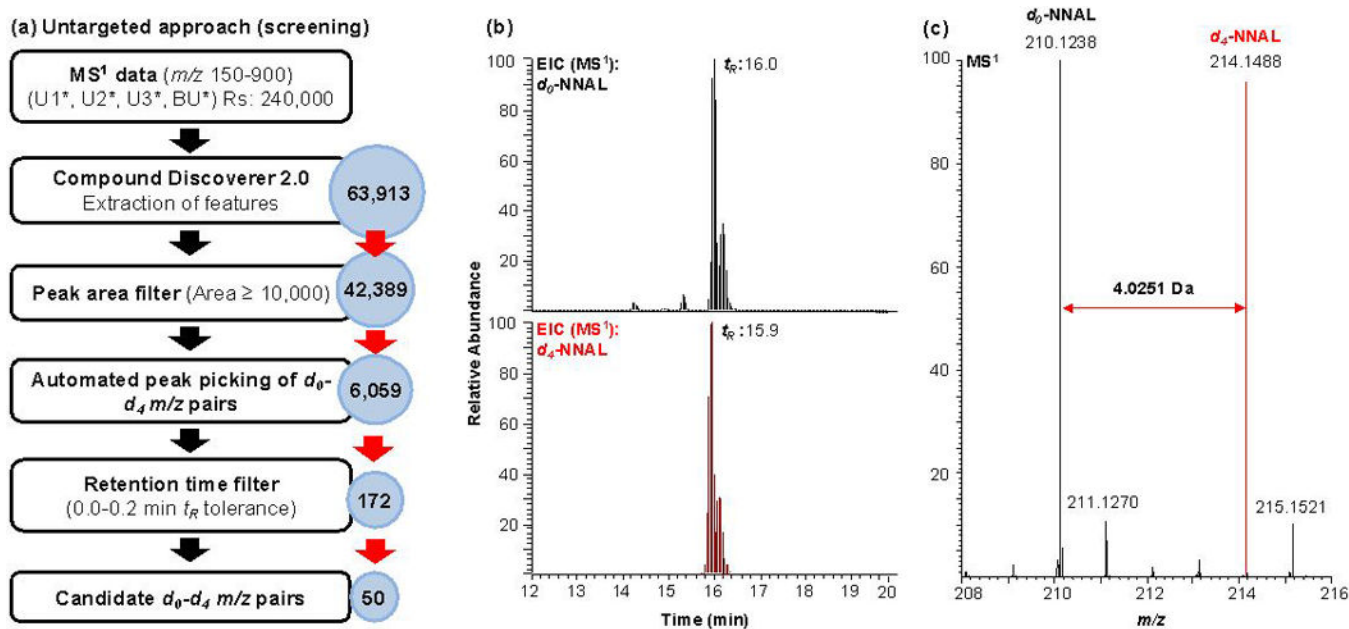 (a) Untargeted approach (screening)
MS¹ data (m/z 150-900)
(U1*, U2*, U3*, BU*) Rs: 240,000
Compound Discoverer 2.0
Extraction of features
63,913
Peak area filter (Area ≥ 10,000)
42,389
Automated peak picking of d₀-
d₄ m/z pairs
6,059
Retention time filter
(0.0-0.2 min tR tolerance)
172
Candidate d₀-d₄ m/z pairs
50
(b)
EIC (MS¹):
d₀-NNAL
tR:16.0
100
80
60
40
20
EIC (MS¹):
d₄-NNAL
tR:15.9
100
80
60
40
20
Relative Abundance
12 13 14 15 16 17 18 19 20
Time (min)
(c)
d₀-NNAL
210.1238
d₄-NNAL
214.1488
MS¹
100
80
60
40
20
4.0251 Da
211.1270
215.1521
208 210 212 214 216
m/z